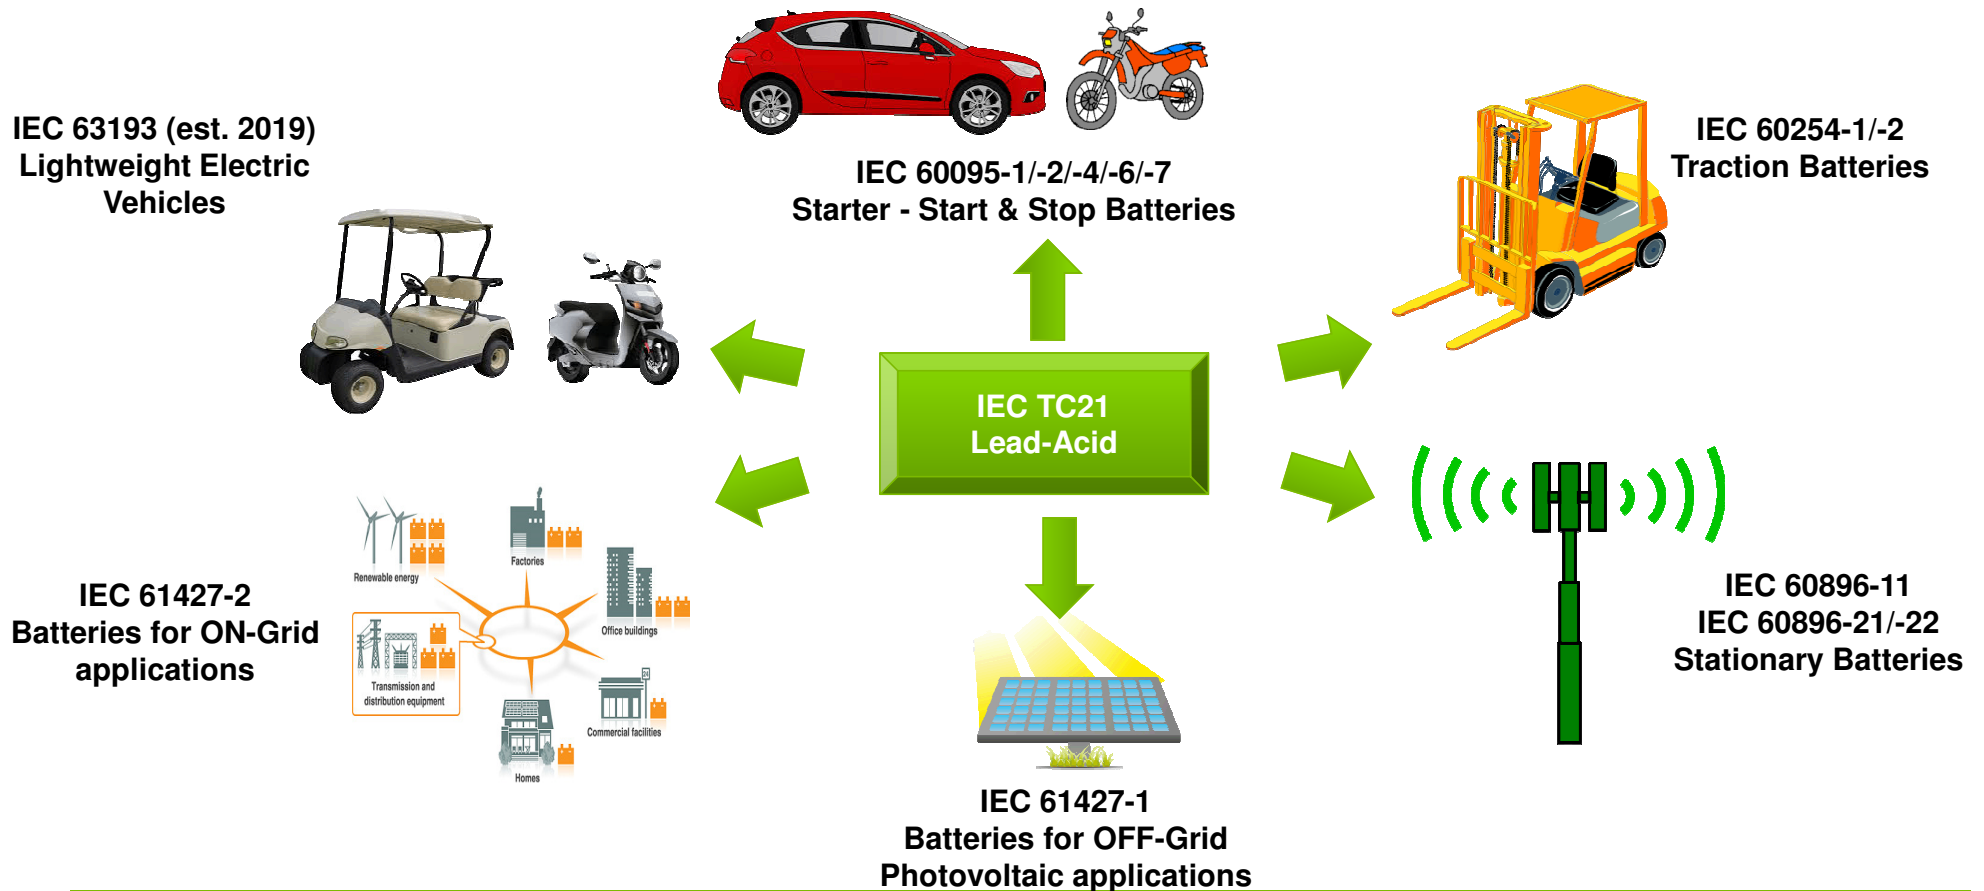 IEC 63193 (est. 2019)
Lightweight Electric
Vehicles
IEC 60095-1/-2/-4/-6/-7
Starter - Start & Stop Batteries
IEC 60254-1/-2
Traction Batteries
IEC TC21
Lead-Acid
IEC 61427-2
Batteries for ON-Grid
applications
Renewable energy
Factories
Office buildings
Transmission and
distribution equipment
24
Commercial facilities
Homes
IEC 60896-11
IEC 60896-21/-22
Stationary Batteries
IEC 61427-1
Batteries for OFF-Grid
Photovoltaic applications